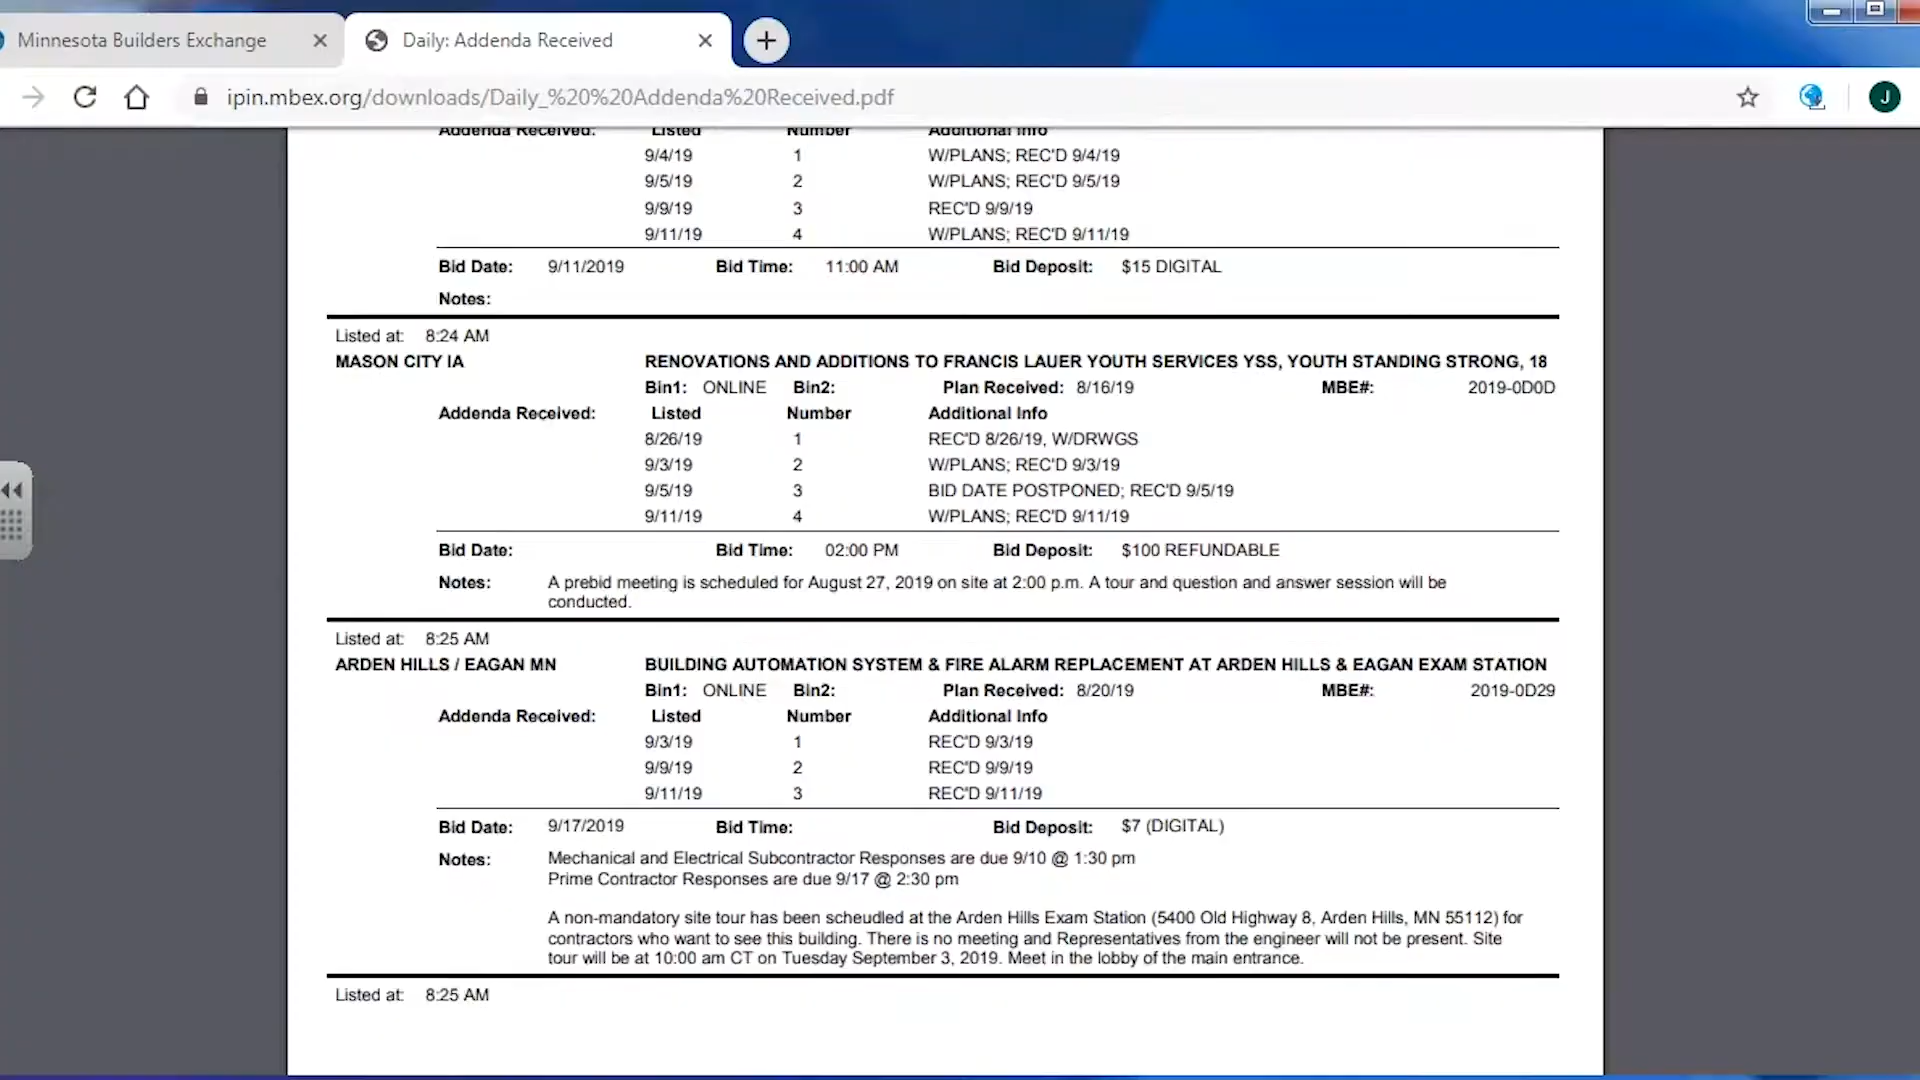 Minnesota Builders Exchange
Daily: Addenda Received
ipin.mbex.org/downloads/Daily_%20%20Addenda%20Received.pdf
J
Addenda Received: Listed Number Additional Info
9/4/19 1 W/PLANS; REC'D 9/4/19
9/5/19 2 W/PLANS; REC'D 9/5/19
9/9/19 3 REC'D 9/9/19
9/11/19 4 W/PLANS; REC'D 9/11/19
Bid Date: 9/11/2019 Bid Time: 11:00 AM Bid Deposit: $15 DIGITAL
Notes:
Listed at: 8:24 AM
MASON CITY IA RENOVATIONS AND ADDITIONS TO FRANCIS LAUER YOUTH SERVICES YSS, YOUTH STANDING STRONG, 18
Bin1: ONLINE Bin2: Plan Received: 8/16/19 MBE#: 2019-0D0D
Addenda Received: Listed Number Additional Info
8/26/19 1 REC'D 8/26/19, W/DRWGS
9/3/19 2 W/PLANS; REC'D 9/3/19
9/5/19 3 BID DATE POSTPONED; REC'D 9/5/19
9/11/19 4 W/PLANS; REC'D 9/11/19
Bid Date: Bid Time: 02:00 PM Bid Deposit: $100 REFUNDABLE
Notes: A prebid meeting is scheduled for August 27, 2019 on site at 2:00 p.m. A tour and question and answer session will be
conducted.
Listed at: 8:25 AM
ARDEN HILLS / EAGAN MN BUILDING AUTOMATION SYSTEM & FIRE ALARM REPLACEMENT AT ARDEN HILLS & EAGAN EXAM STATION
Bin1: ONLINE Bin2: Plan Received: 8/20/19 MBE#: 2019-0D29
Addenda Received: Listed Number Additional Info
9/3/19 1 REC'D 9/3/19
9/9/19 2 REC'D 9/9/19
9/11/19 3 REC'D 9/11/19
Bid Date: 9/17/2019 Bid Time: Bid Deposit: $7 (DIGITAL)
Notes: Mechanical and Electrical Subcontractor Responses are due 9/10 @ 1:30 pm
Prime Contractor Responses are due 9/17 @ 2:30 pm
A non-mandatory site tour has been scheudled at the Arden Hills Exam Station (5400 Old Highway 8, Arden Hills, MN 55112) for
contractors who want to see this building. There is no meeting and Representatives from the engineer will not be present. Site
tour will be at 10:00 am CT on Tuesday September 3, 2019. Meet in the lobby of the main entrance.
Listed at: 8:25 AM